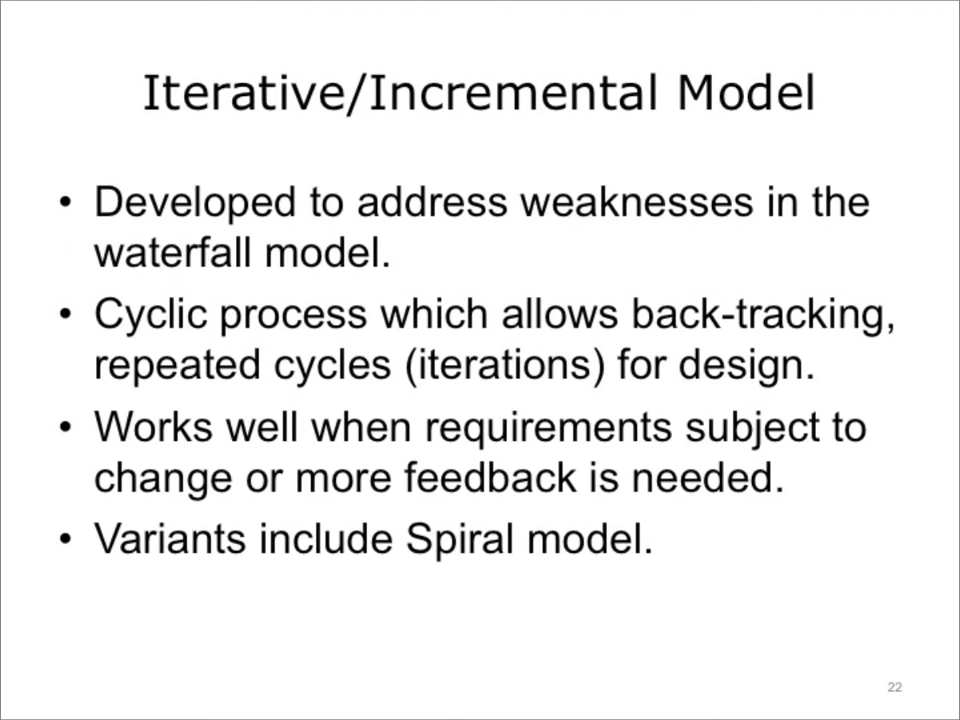 Iterative/Incremental Model
• Developed to address weaknesses in the
waterfall model.
• Cyclic process which allows back-tracking,
repeated cycles (iterations) for design.
• Works well when requirements subject to
change or more feedback is needed.
• Variants include Spiral model.
22